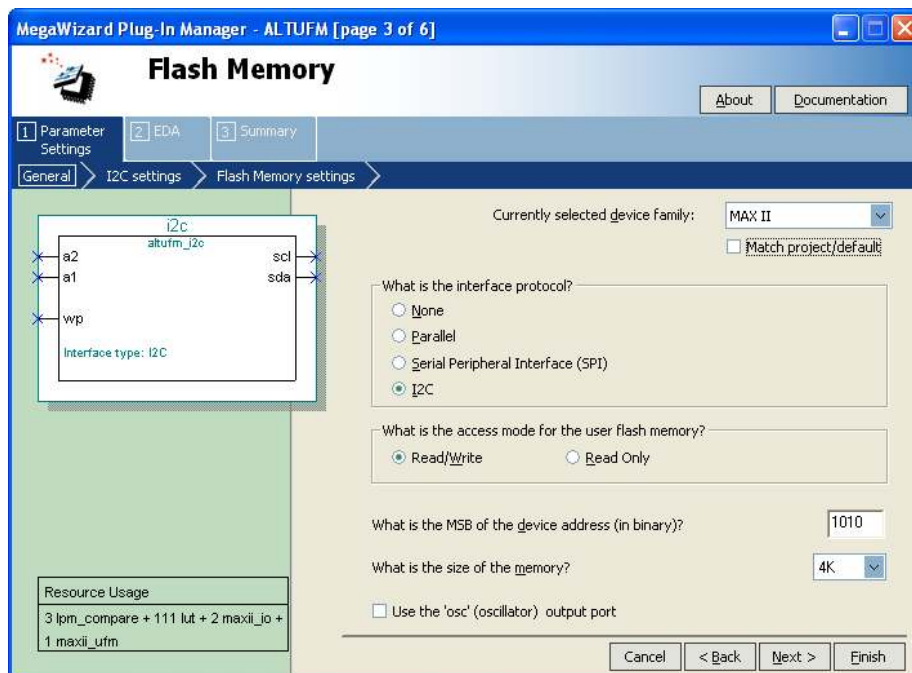 MegaWizard Plug-In Manager - ALTUFM [page 3 of 6]
Flash Memory
About
Documentation
1 Parameter Settings
2 EDA
3 Summary
General
I2C settings
Flash Memory settings
i2c
altufm_i2c
a2
scl
a1
sda
wp
Interface type: I2C
Currently selected device family:
MAX II
Match project/default
What is the interface protocol?
None
Parallel
Serial Peripheral Interface (SPI)
I2C
What is the access mode for the user flash memory?
Read/Write
Read Only
What is the MSB of the device address (in binary)?
1010
What is the size of the memory?
4K
Use the 'osc' (oscillator) output port
Resource Usage
3 lpm_compare + 111 lut + 2 maxii_io +
1 maxii_ufm
Cancel
< Back
Next >
Finish